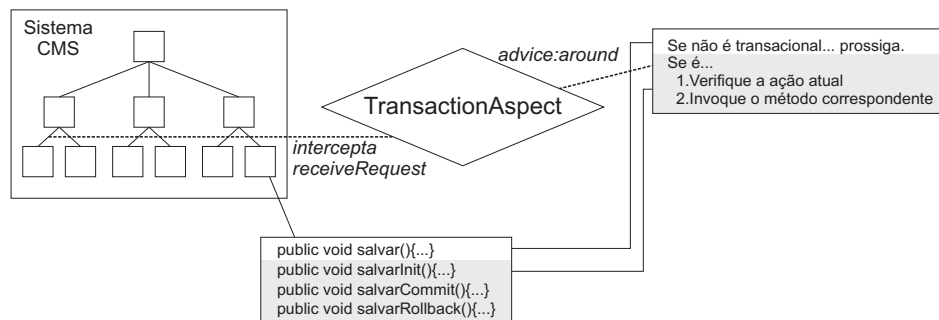 Sistema
CMS
advice:around
TransactionAspect
intercepta
receiveRequest
Se não é transacional... prossiga.
Se é...
1.Verifique a ação atual
2.Invoque o método correspondente
public void salvar(){...}
public void salvarInit(){...}
public void salvarCommit(){...}
public void salvarRollback(){...}